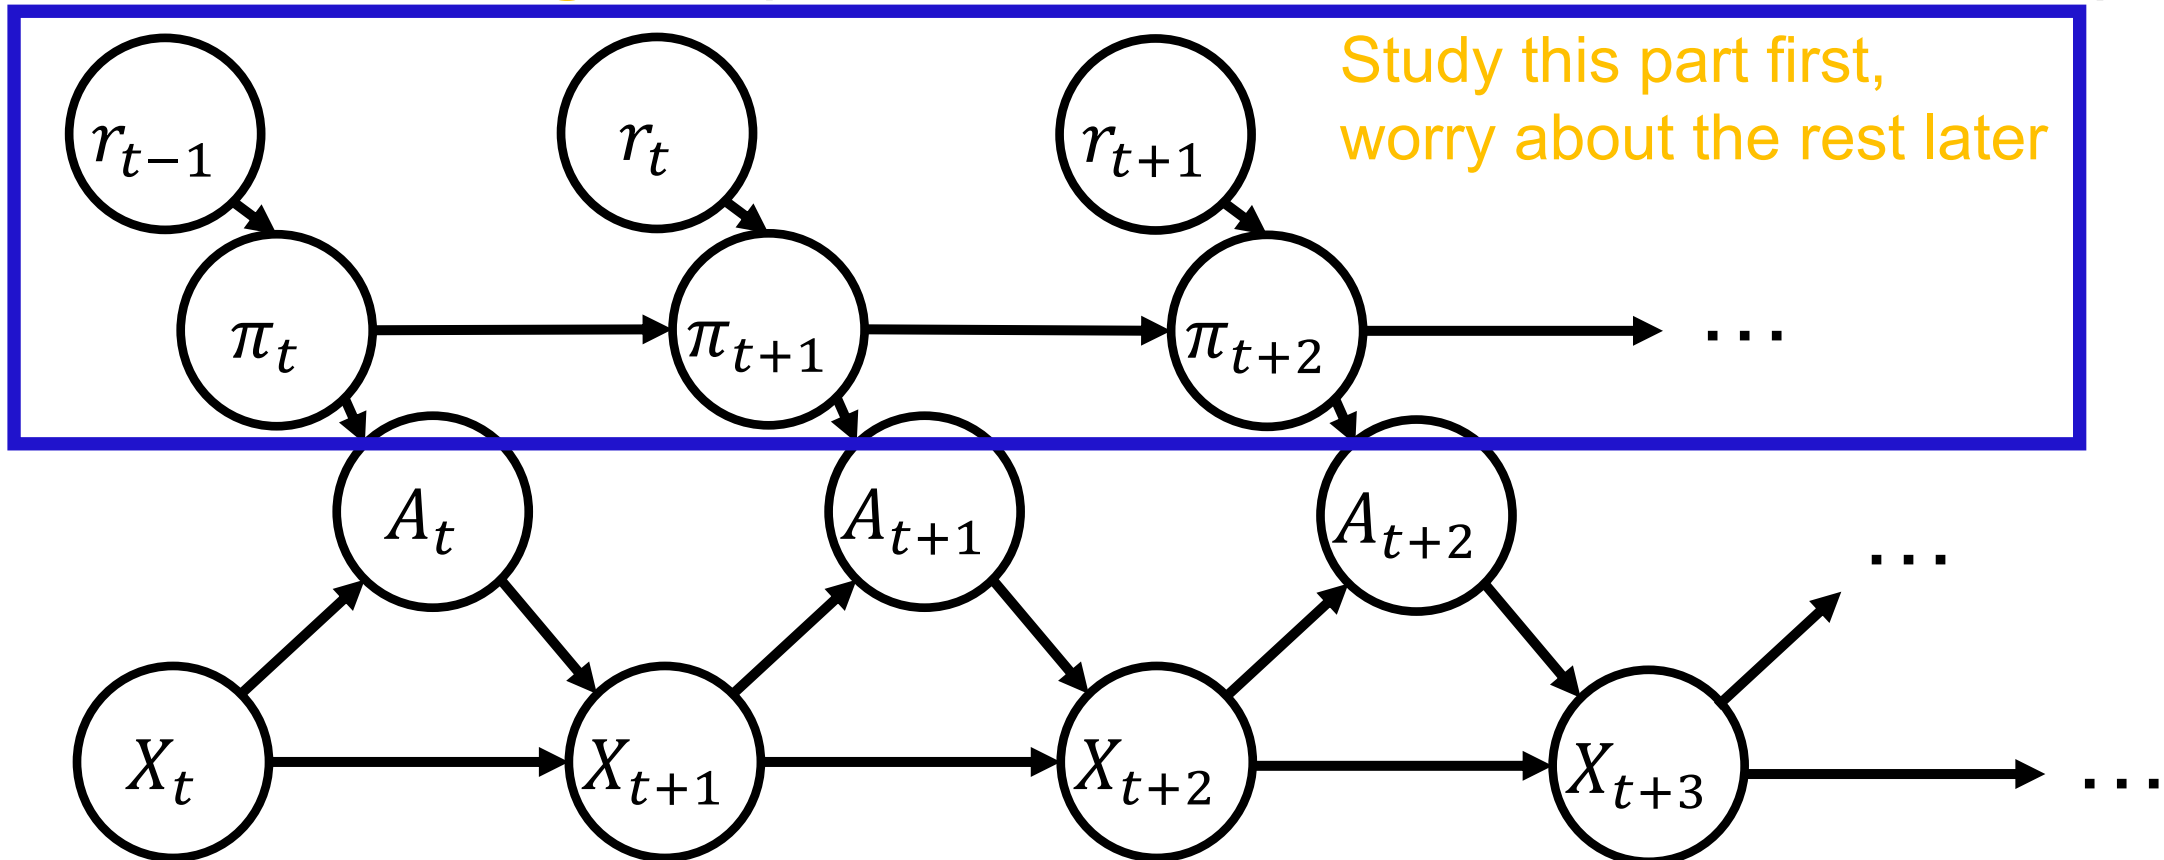 Study this part first,
worry about the rest later
r_{t-1} r_t r_{t+1}
π_t π_{t+1} π_{t+2} ...
A_t A_{t+1} A_{t+2} ...
X_t X_{t+1} X_{t+2} X_{t+3} ...